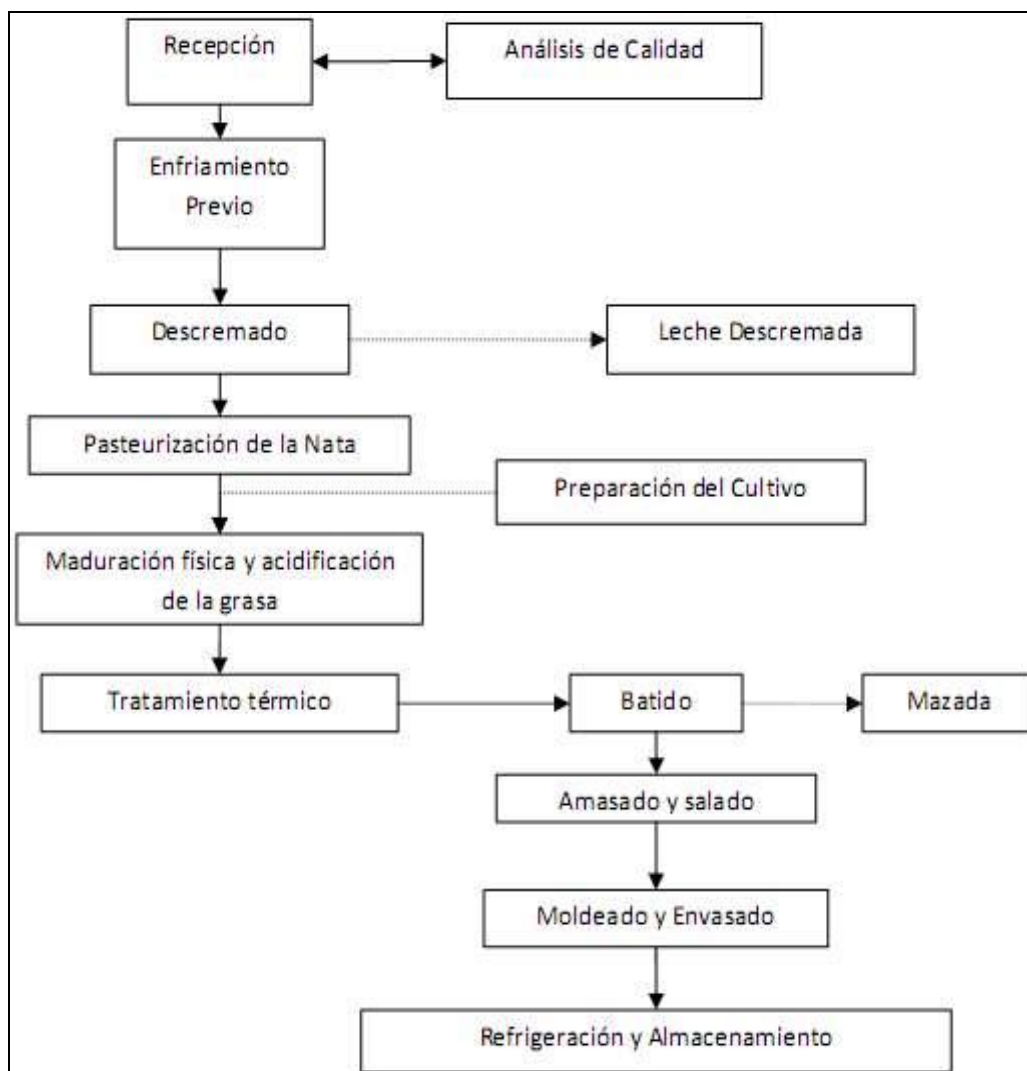 Recepción
Análisis de Calidad
Enfriamiento
Previo
Descremado
Leche Descremada
Pasteurización de la Nata
Preparación del Cultivo
Maduración física y acidificación
de la grasa
Tratamiento térmico
Batido
Mazada
Amasado y salado
Moldeado y Envasado
Refrigeración y Almacenamiento